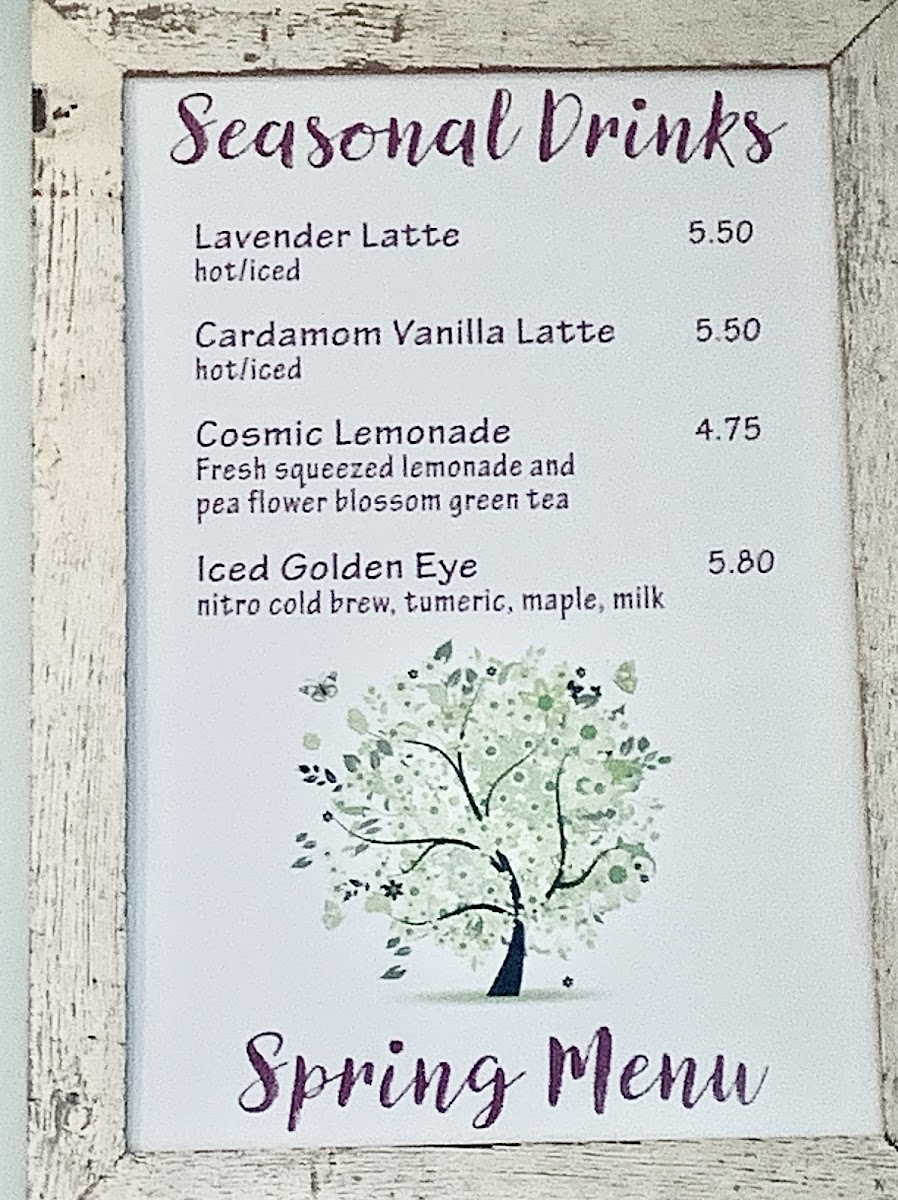 Seasonal Drinks
Lavender Latte 5.50
hot/iced
Cardamom Vanilla Latte 5.50
hot/iced
Cosmic Lemonade 4.75
Fresh squeezed lemonade and
pea flower blossom green tea
Iced Golden Eye 5.80
nitro cold brew, tumeric, maple, milk
Spring Menu